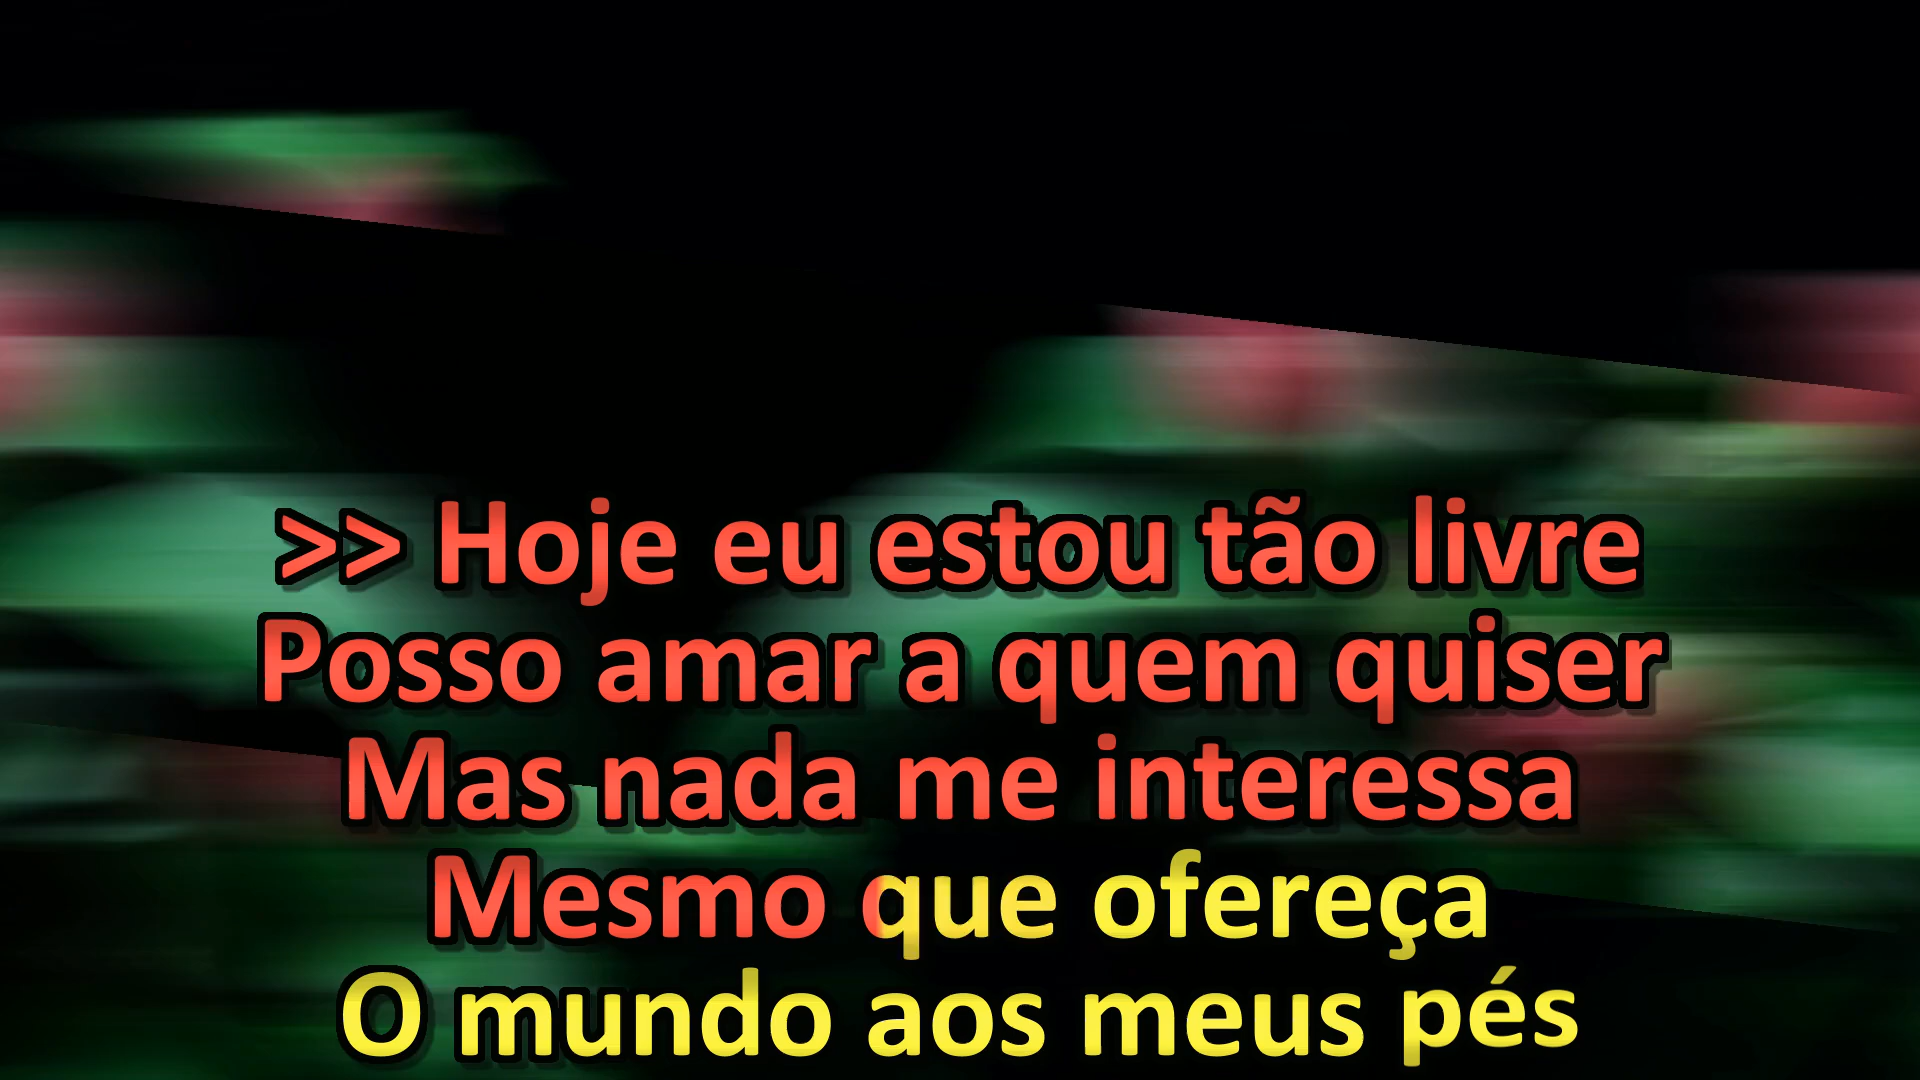 >> Hoje eu estou tão livre
Posso amar a quem quiser
Mas nada me interessa
Mesmo que ofereça
O mundo aos meus pés